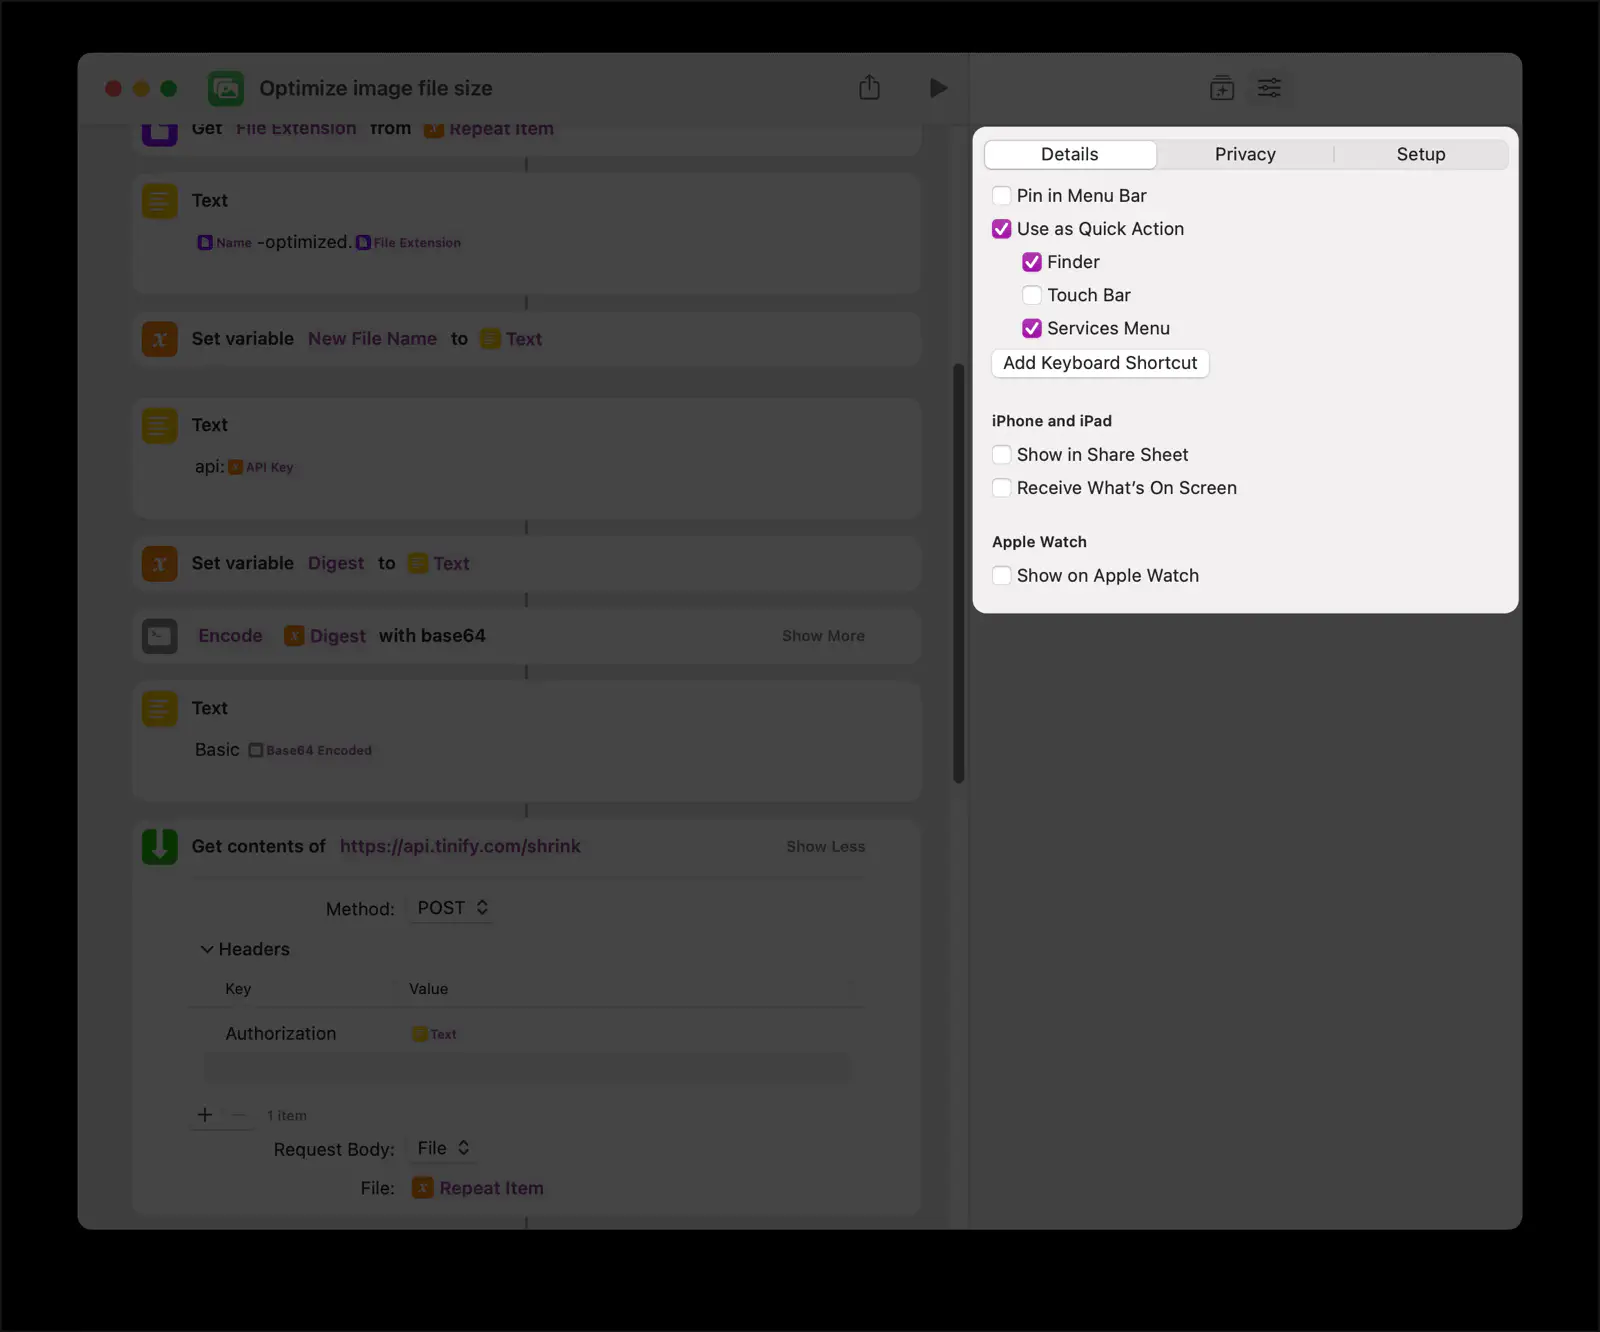 Optimize image file size
Get File Extension from Repeat Item
Text
Name -optimized. File Extension
Set variable New File Name to Text
Text
api: API Key
Set variable Digest to Text
Encode Digest with base64 Show More
Text
Basic Base64 Encoded
Get contents of https://api.tinify.com/shrink Show Less
Method: POST
Headers
Key Value
Authorization Text
1 item
Request Body: File
File: Repeat Item
Details Privacy Setup
Pin in Menu Bar
Use as Quick Action
Finder
Touch Bar
Services Menu
Add Keyboard Shortcut
iPhone and iPad
Show in Share Sheet
Receive What’s On Screen
Apple Watch
Show on Apple Watch